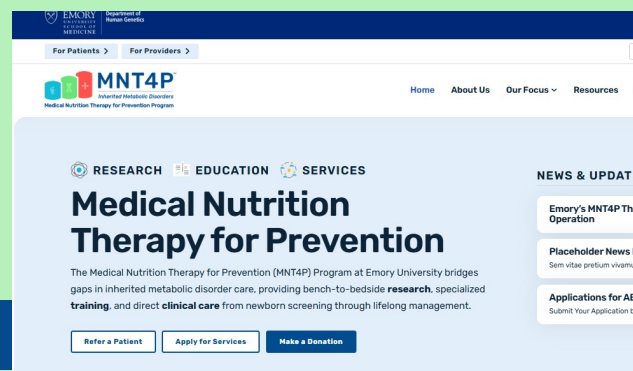 EMORY
UNIVERSITY
SCHOOL OF
MEDICINE
Department of
Human Genetics
For Patients >
For Providers >
MNT4P
Inherited Metabolic Disorders
Medical Nutrition Therapy for Prevention Program
Home
About Us
Our Focus
Resources
RESEARCH
EDUCATION
SERVICES
Medical Nutrition
Therapy for Prevention
The Medical Nutrition Therapy for Prevention (MNT4P) Program at Emory University bridges
gaps in inherited metabolic disorder care, providing bench-to-bedside research, specialized
training, and direct clinical care from newborn screening through lifelong management.
Refer a Patient
Apply for Services
Make a Donation
NEWS & UPDAT
Emory's MNT4P Th
Operation
Placeholder News
Sem vitae pretium vivamu
Applications for AB
Submit Your Application b